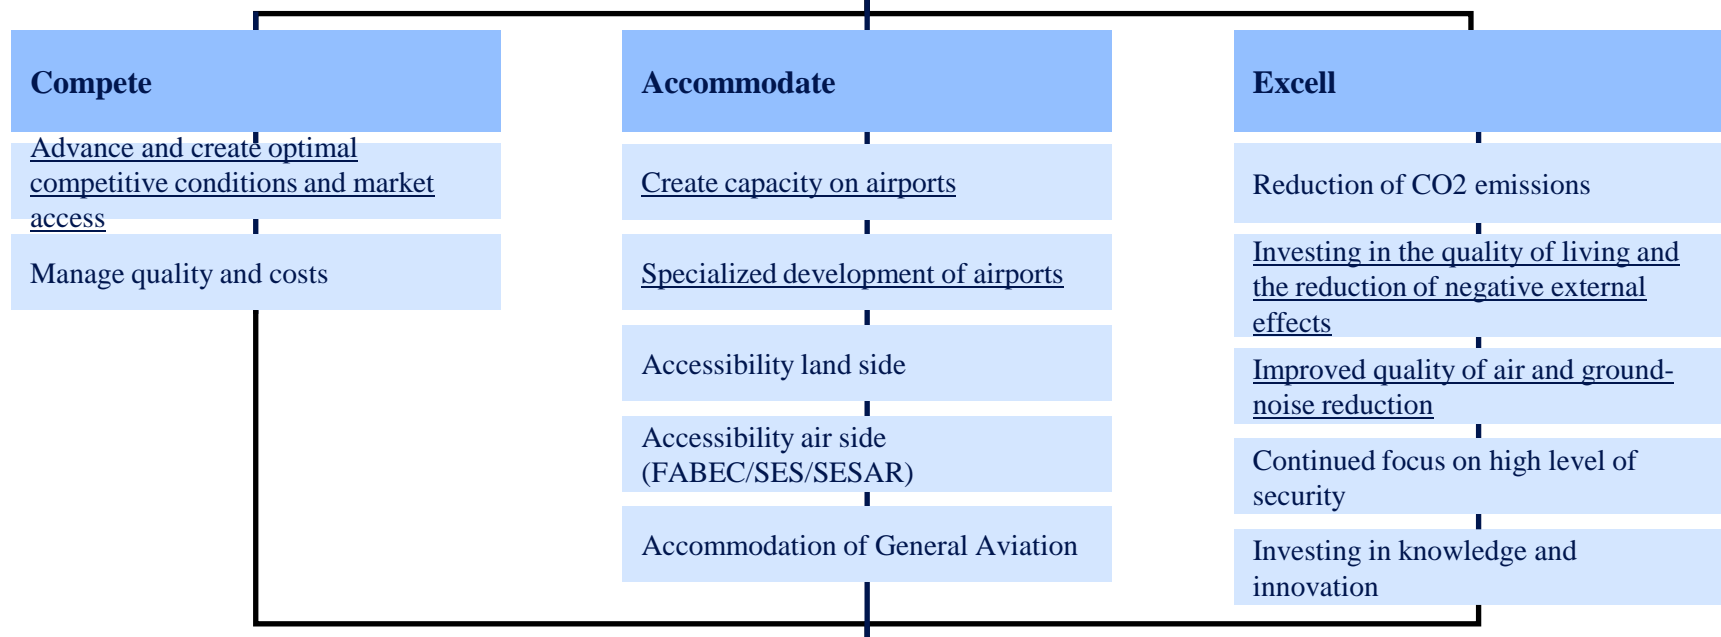 Compete
Advance and create optimal
competitive conditions and market
access
Manage quality and costs
Accommodate
Create capacity on airports
Specialized development of airports
Accessibility land side
Accessibility air side
(FABEC/SES/SESAR)
Accommodation of General Aviation
Excell
Reduction of CO2 emissions
Investing in the quality of living and
the reduction of negative external
effects
Improved quality of air and ground-
noise reduction
Continued focus on high level of
security
Investing in knowledge and
innovation